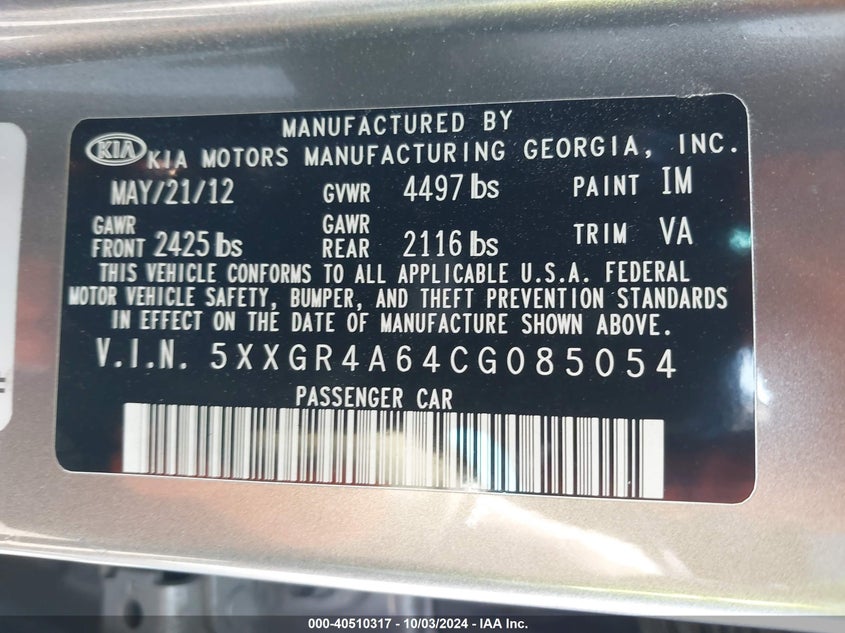 MANUFACTURED BY
KIA KIA MOTORS MANUFACTURING GEORGIA, INC.
MAY/21/12 GVWR 4497 lbs PAINT IM
GAWR FRONT 2425 lbs GAWR REAR 2116 lbs TRIM VA
THIS VEHICLE CONFORMS TO ALL APPLICABLE U.S.A. FEDERAL
MOTOR VEHICLE SAFETY, BUMPER, AND THEFT PREVENTION STANDARDS
IN EFFECT ON THE DATE OF MANUFACTURE SHOWN ABOVE.
V.I.N. 5XXGR4A64CG085054
PASSENGER CAR
000-40510317 - 10/03/2024 - IAA Inc.